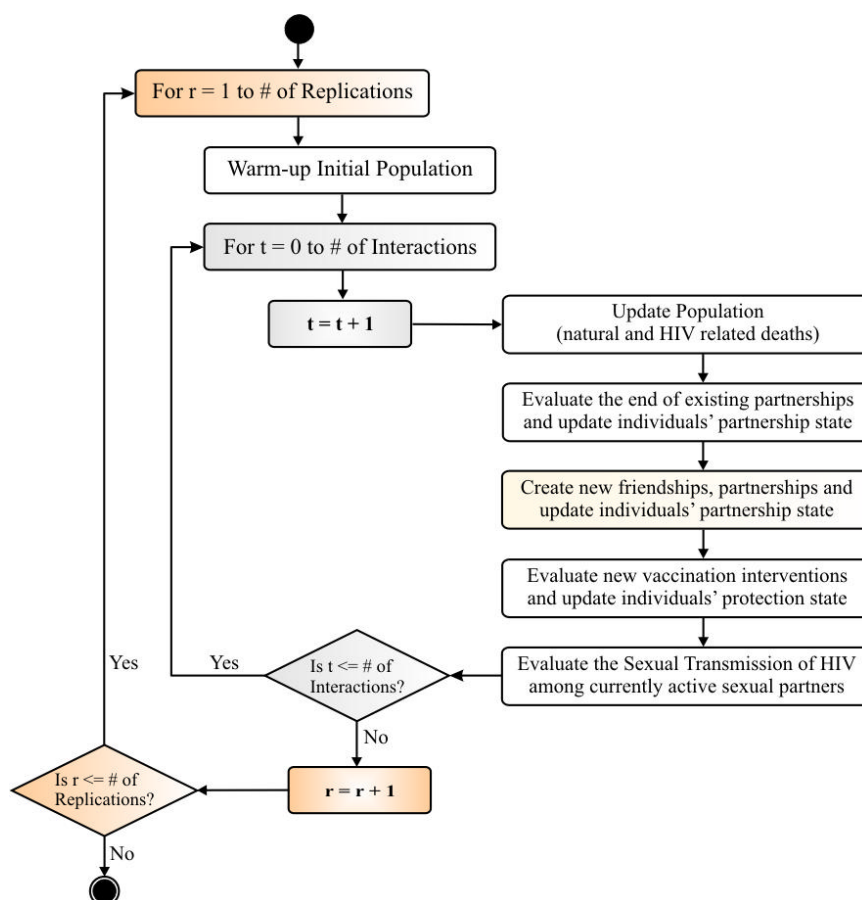 For r = 1 to # of Replications
Warm-up Initial Population
For t = 0 to # of Interactions
t = t + 1
Update Population
(natural and HIV related deaths)
Evaluate the end of existing partnerships
and update individuals’ partnership state
Create new friendships, partnerships and
update individuals’ partnership state
Evaluate new vaccination interventions
and update individuals’ protection state
Evaluate the Sexual Transmission of HIV
among currently active sexual partners
Is t <= # of
Interactions?
Yes
No
r = r + 1
Is r <= # of
Replications?
Yes
No